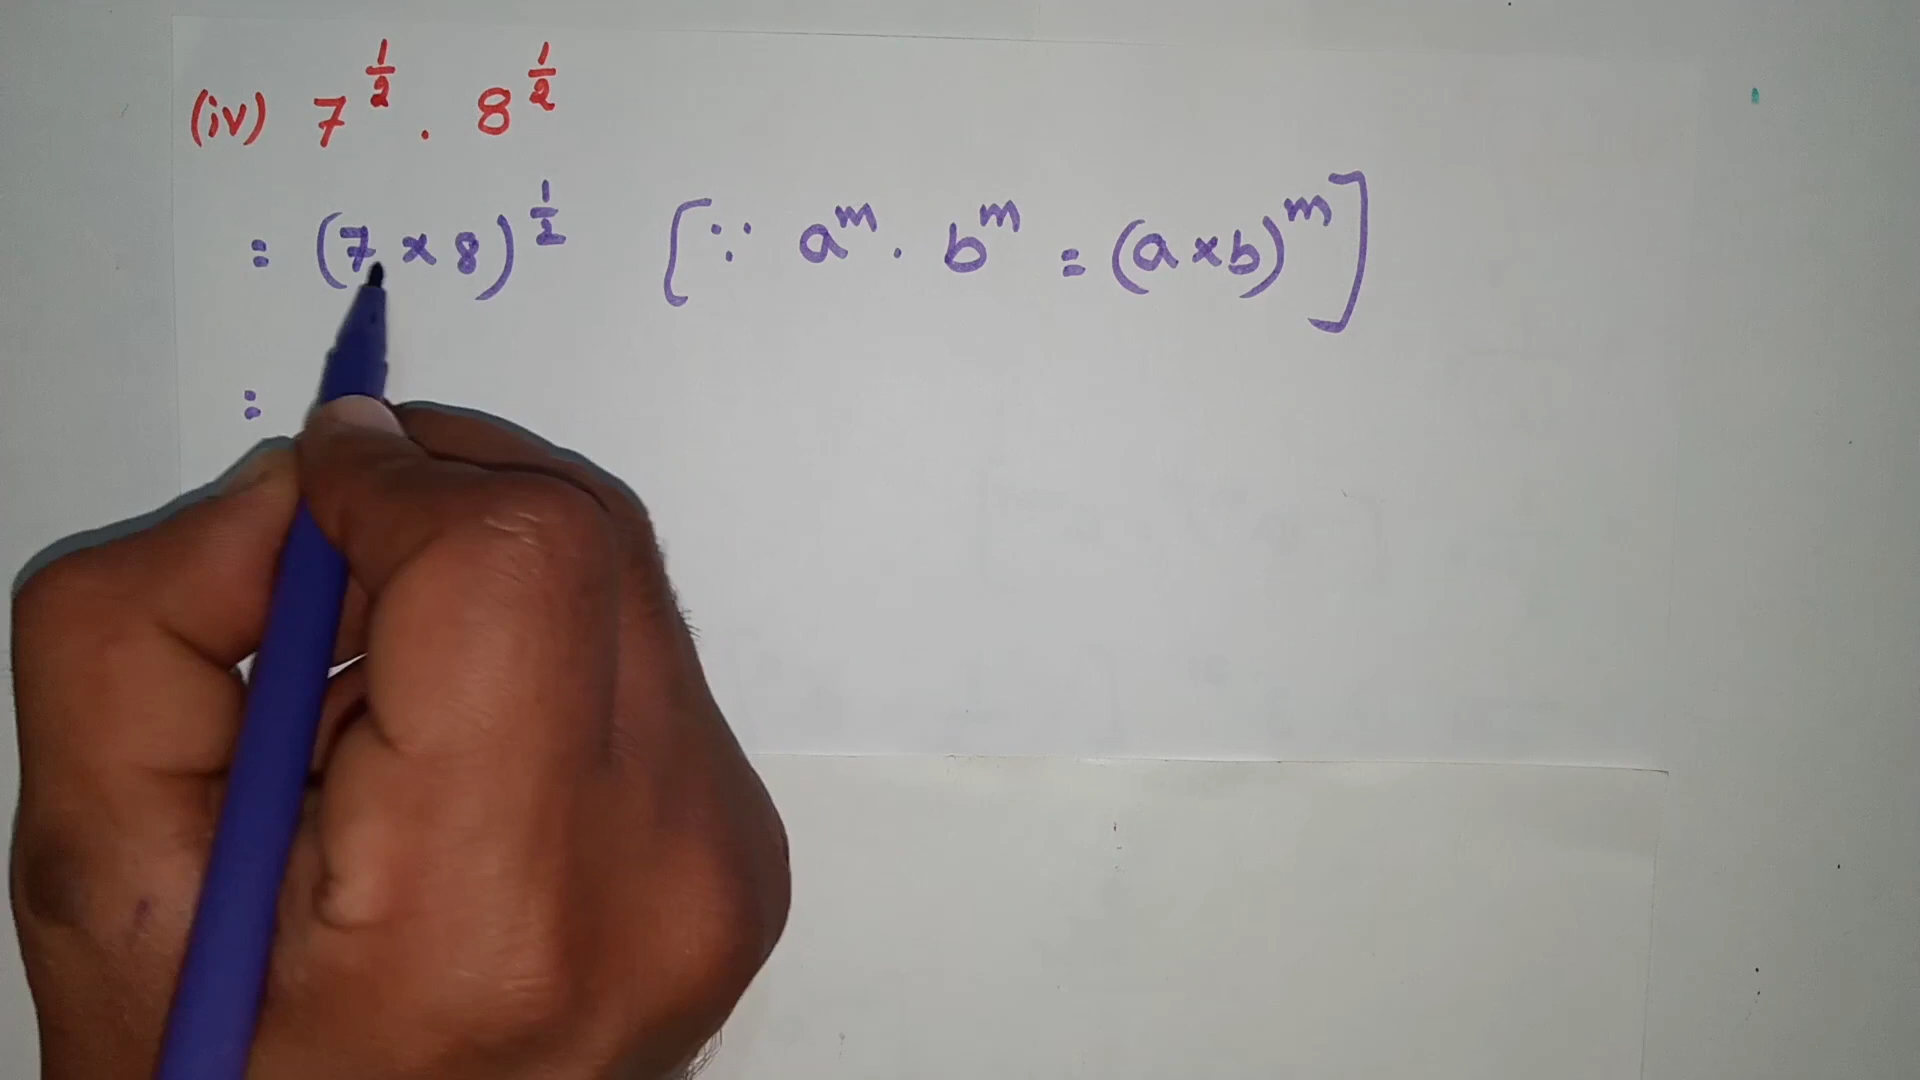 (iv) 7^{1/2} . 8^{1/2}
= (7 × 8)^{1/2} [∵ a^m . b^m = (a × b)^m]
=